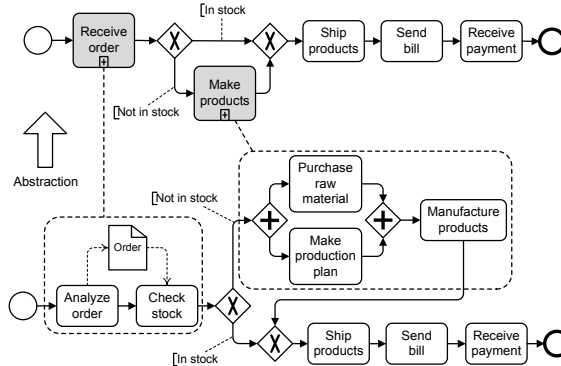 [In stock
Receive
order
Ship
products
Send
bill
Receive
payment
Make
products
[Not in stock
Abstraction
Purchase
raw
material
[Not in stock
Manufacture
products
Order
Make
production
plan
Analyze
order
Check
stock
[In stock
Ship
products
Send
bill
Receive
payment